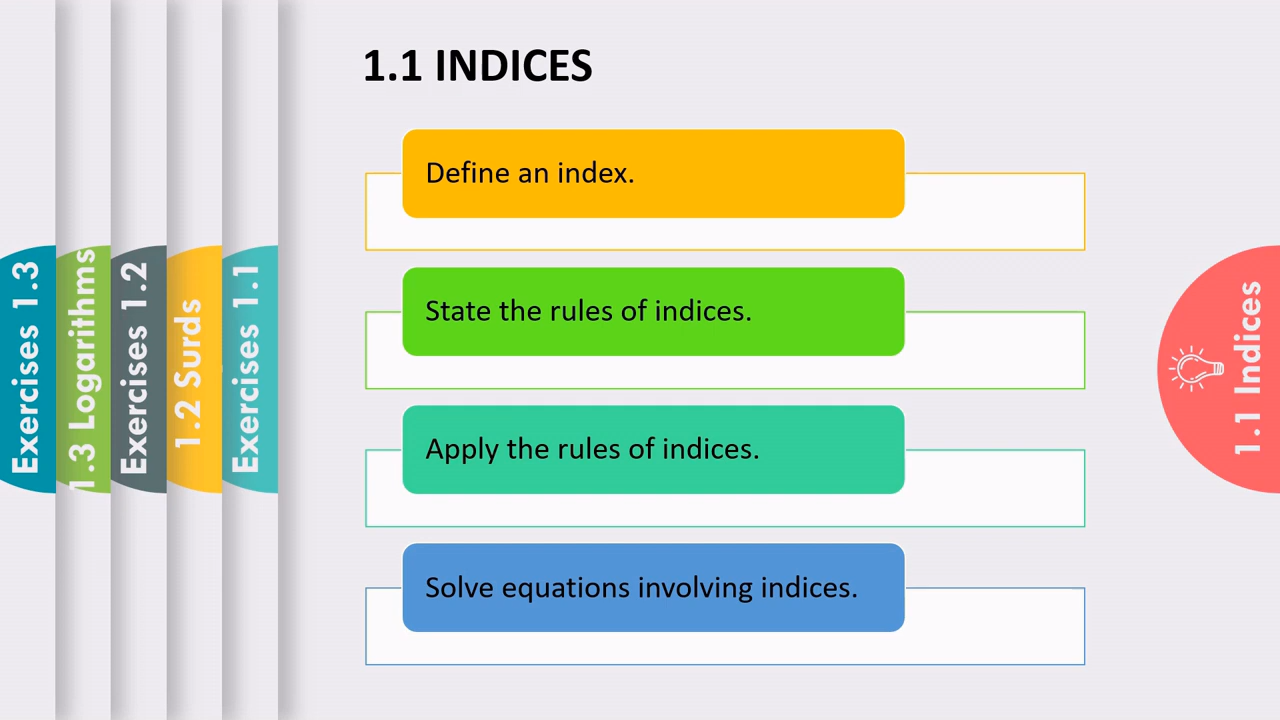 1.1 INDICES
Define an index.
State the rules of indices.
Apply the rules of indices.
Solve equations involving indices.
Exercises 1.3
1.3 Logarithms
Exercises 1.2
1.2 Surds
Exercises 1.1
1.1 Indices